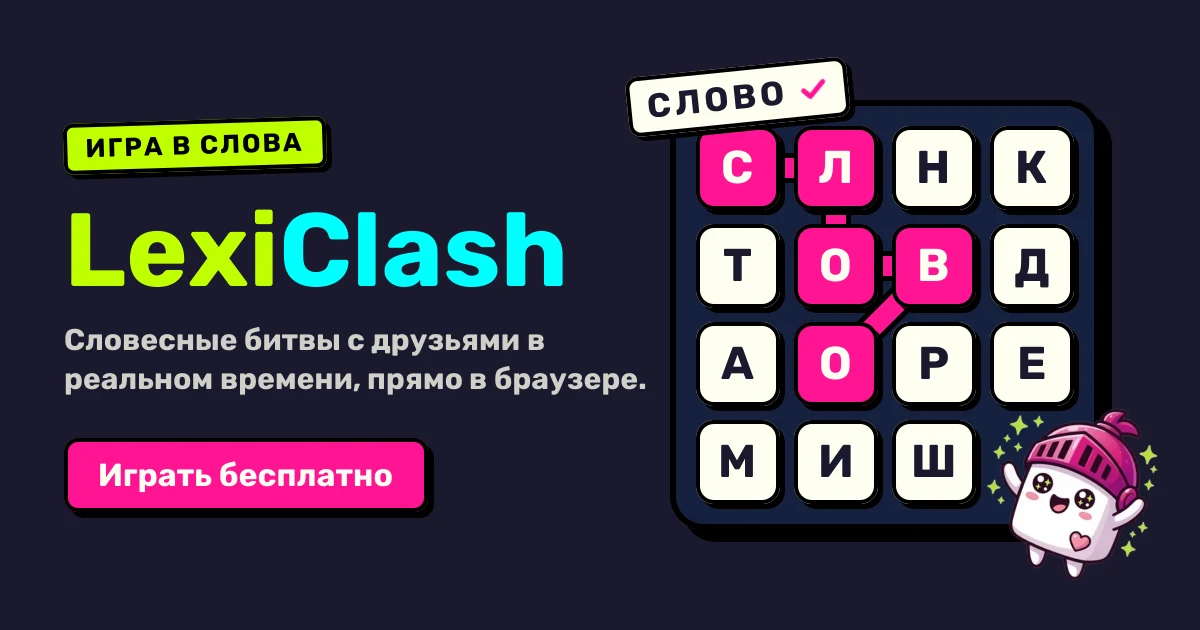 ИГРА В СЛОВА
LexiClash
Словесные битвы с друзьями в
реальном времени, прямо в браузере.
Играть бесплатно
СЛОВО
С Л Н К
Т О В Д
А О Р Е
М И Ш